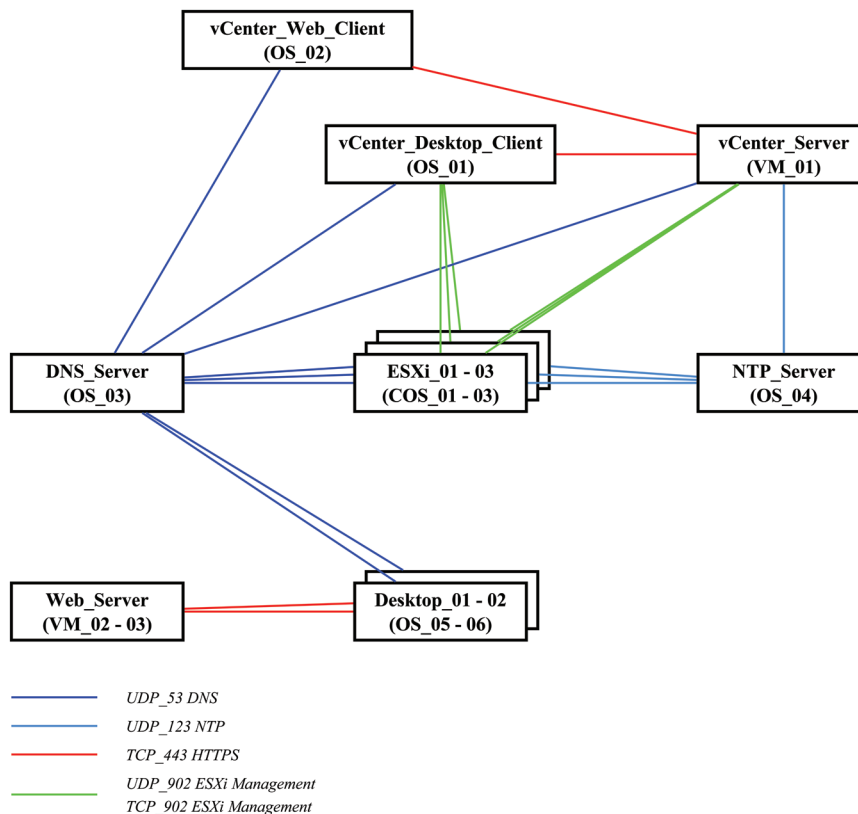 vCenter_Web_Client
(OS_02)
vCenter_Desktop_Client
(OS_01)
vCenter_Server
(VM_01)
DNS_Server
(OS_03)
ESXi_01 - 03
(COS_01 - 03)
NTP_Server
(OS_04)
Web_Server
(VM_02 - 03)
Desktop_01 - 02
(OS_05 - 06)
UDP_53 DNS
UDP_123 NTP
TCP_443 HTTPS
UDP_902 ESXi Management
TCP_902 ESXi Management